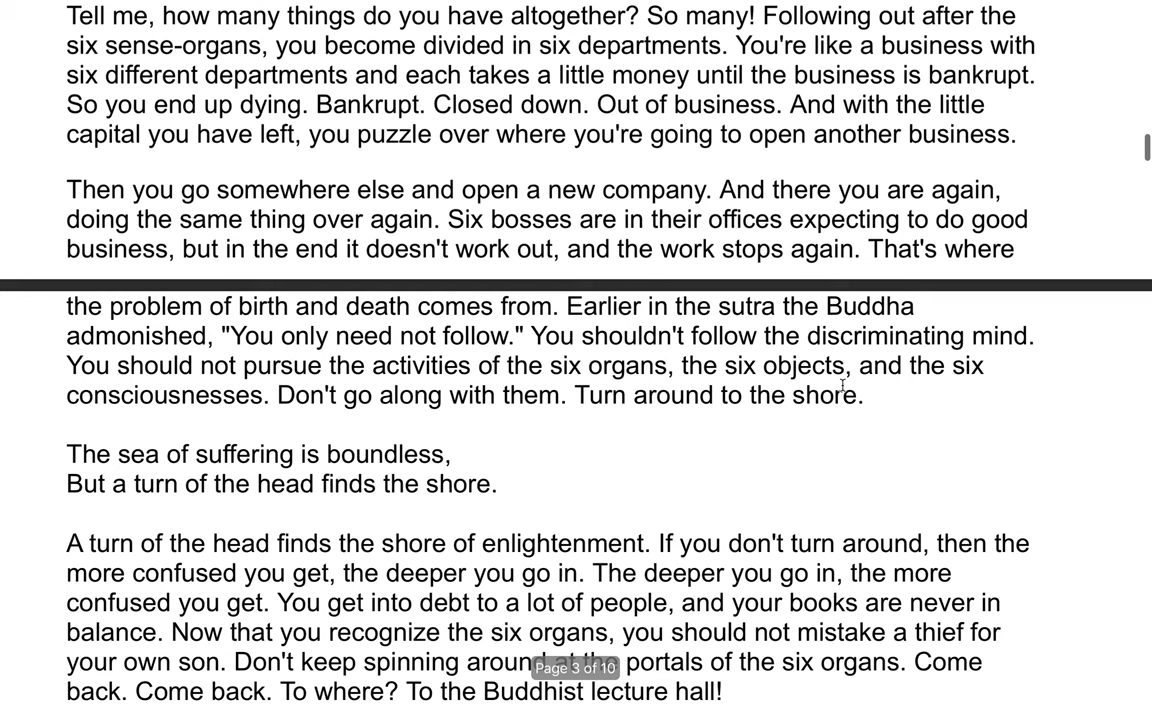 Tell me, how many things do you have altogether? So many! Following out after the
six sense-organs, you become divided in six departments. You're like a business with
six different departments and each takes a little money until the business is bankrupt.
So you end up dying. Bankrupt. Closed down. Out of business. And with the little
capital you have left, you puzzle over where you're going to open another business.
Then you go somewhere else and open a new company. And there you are again,
doing the same thing over again. Six bosses are in their offices expecting to do good
business, but in the end it doesn't work out, and the work stops again. That's where
the problem of birth and death comes from. Earlier in the sutra the Buddha
admonished, "You only need not follow." You shouldn't follow the discriminating mind.
You should not pursue the activities of the six organs, the six objects, and the six
consciousnesses. Don't go along with them. Turn around to the shore.
The sea of suffering is boundless,
But a turn of the head finds the shore.
A turn of the head finds the shore of enlightenment. If you don't turn around, then the
more confused you get, the deeper you go in. The deeper you go in, the more
confused you get. You get into debt to a lot of people, and your books are never in
balance. Now that you recognize the six organs, you should not mistake a thief for
your own son. Don't keep spinning around at the portals of the six organs. Come
Page 3 of 10
back. Come back. To where? To the Buddhist lecture hall!